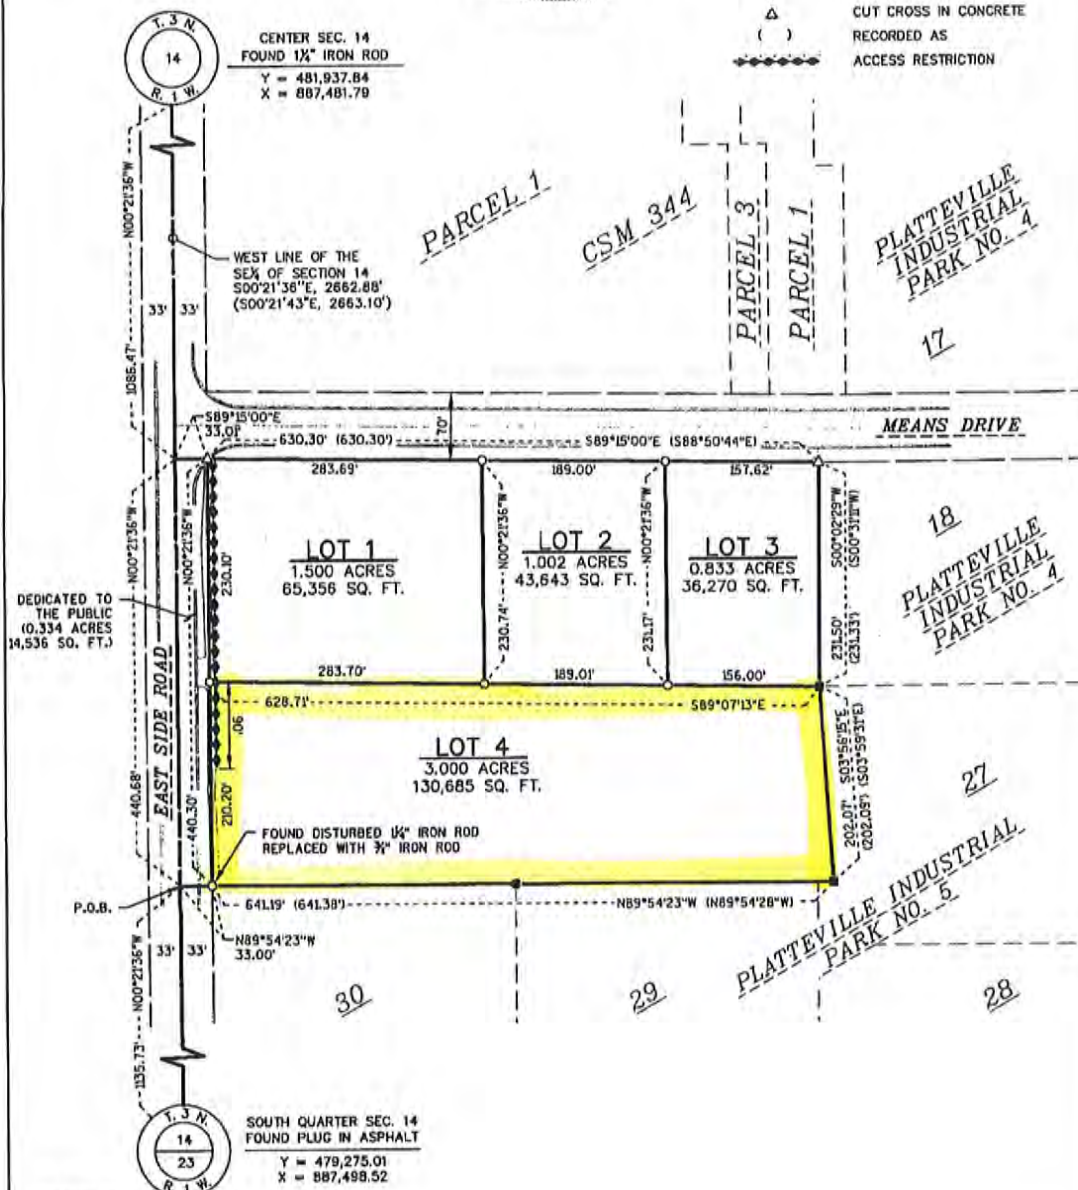 CUT CROSS IN CONCRETE
( ) RECORDED AS
ACCESS RESTRICTION
T. 3 N.
14
R. 1 W.
CENTER SEC. 14
FOUND 1¼" IRON ROD
Y = 481,937.84
X = 887,481.79
N00°21'36"W
1086.47'
WEST LINE OF THE
SE¼ OF SECTION 14
S00°21'36"E, 2662.88'
(S00°21'43"E, 2663.10')
33' 33'
PARCEL 1
CSM 344
PARCEL 3
PARCEL 1
PLATTEVILLE
INDUSTRIAL
PARK NO. 4
17
S89°15'00"E
33.01'
630.30' (630.30')
70'
S89°15'00"E (S88°50'44"E)
MEANS DRIVE
283.69'
189.00'
157.62'
N00°21'36"W
N00°21'36"W
230.10'
LOT 1
1.500 ACRES
65,356 SQ. FT.
N00°21'36"W
230.74'
LOT 2
1.002 ACRES
43,643 SQ. FT.
N00°21'36"W
231.17'
LOT 3
0.833 ACRES
36,270 SQ. FT.
S00°02'59"W
231.50'
(231.35')
18
PLATTEVILLE
INDUSTRIAL
PARK NO. 4
DEDICATED TO
THE PUBLIC
(0.334 ACRES
14,536 SQ. FT.)
EAST SIDE ROAD
283.70'
189.01'
156.00'
628.71'
S89°07'13"E
90'
LOT 4
3.000 ACRES
130,685 SQ. FT.
440.68'
440.30'
210.20'
S03°56'15"E (S03°59'31"E)
202.07' (202.09')
27
FOUND DISTURBED 1¼" IRON ROD
REPLACED WITH ¾" IRON ROD
P.O.B.
641.19' (641.38')
N89°54'23"W (N89°54'28"W)
N89°54'23"W
33.00'
33' 33'
PLATTEVILLE INDUSTRIAL
PARK NO. 5
30
29
28
N00°21'36"W
1135.73'
T. 3 N.
14
23
R. 1 W.
SOUTH QUARTER SEC. 14
FOUND PLUG IN ASPHALT
Y = 479,275.01
X = 887,498.52